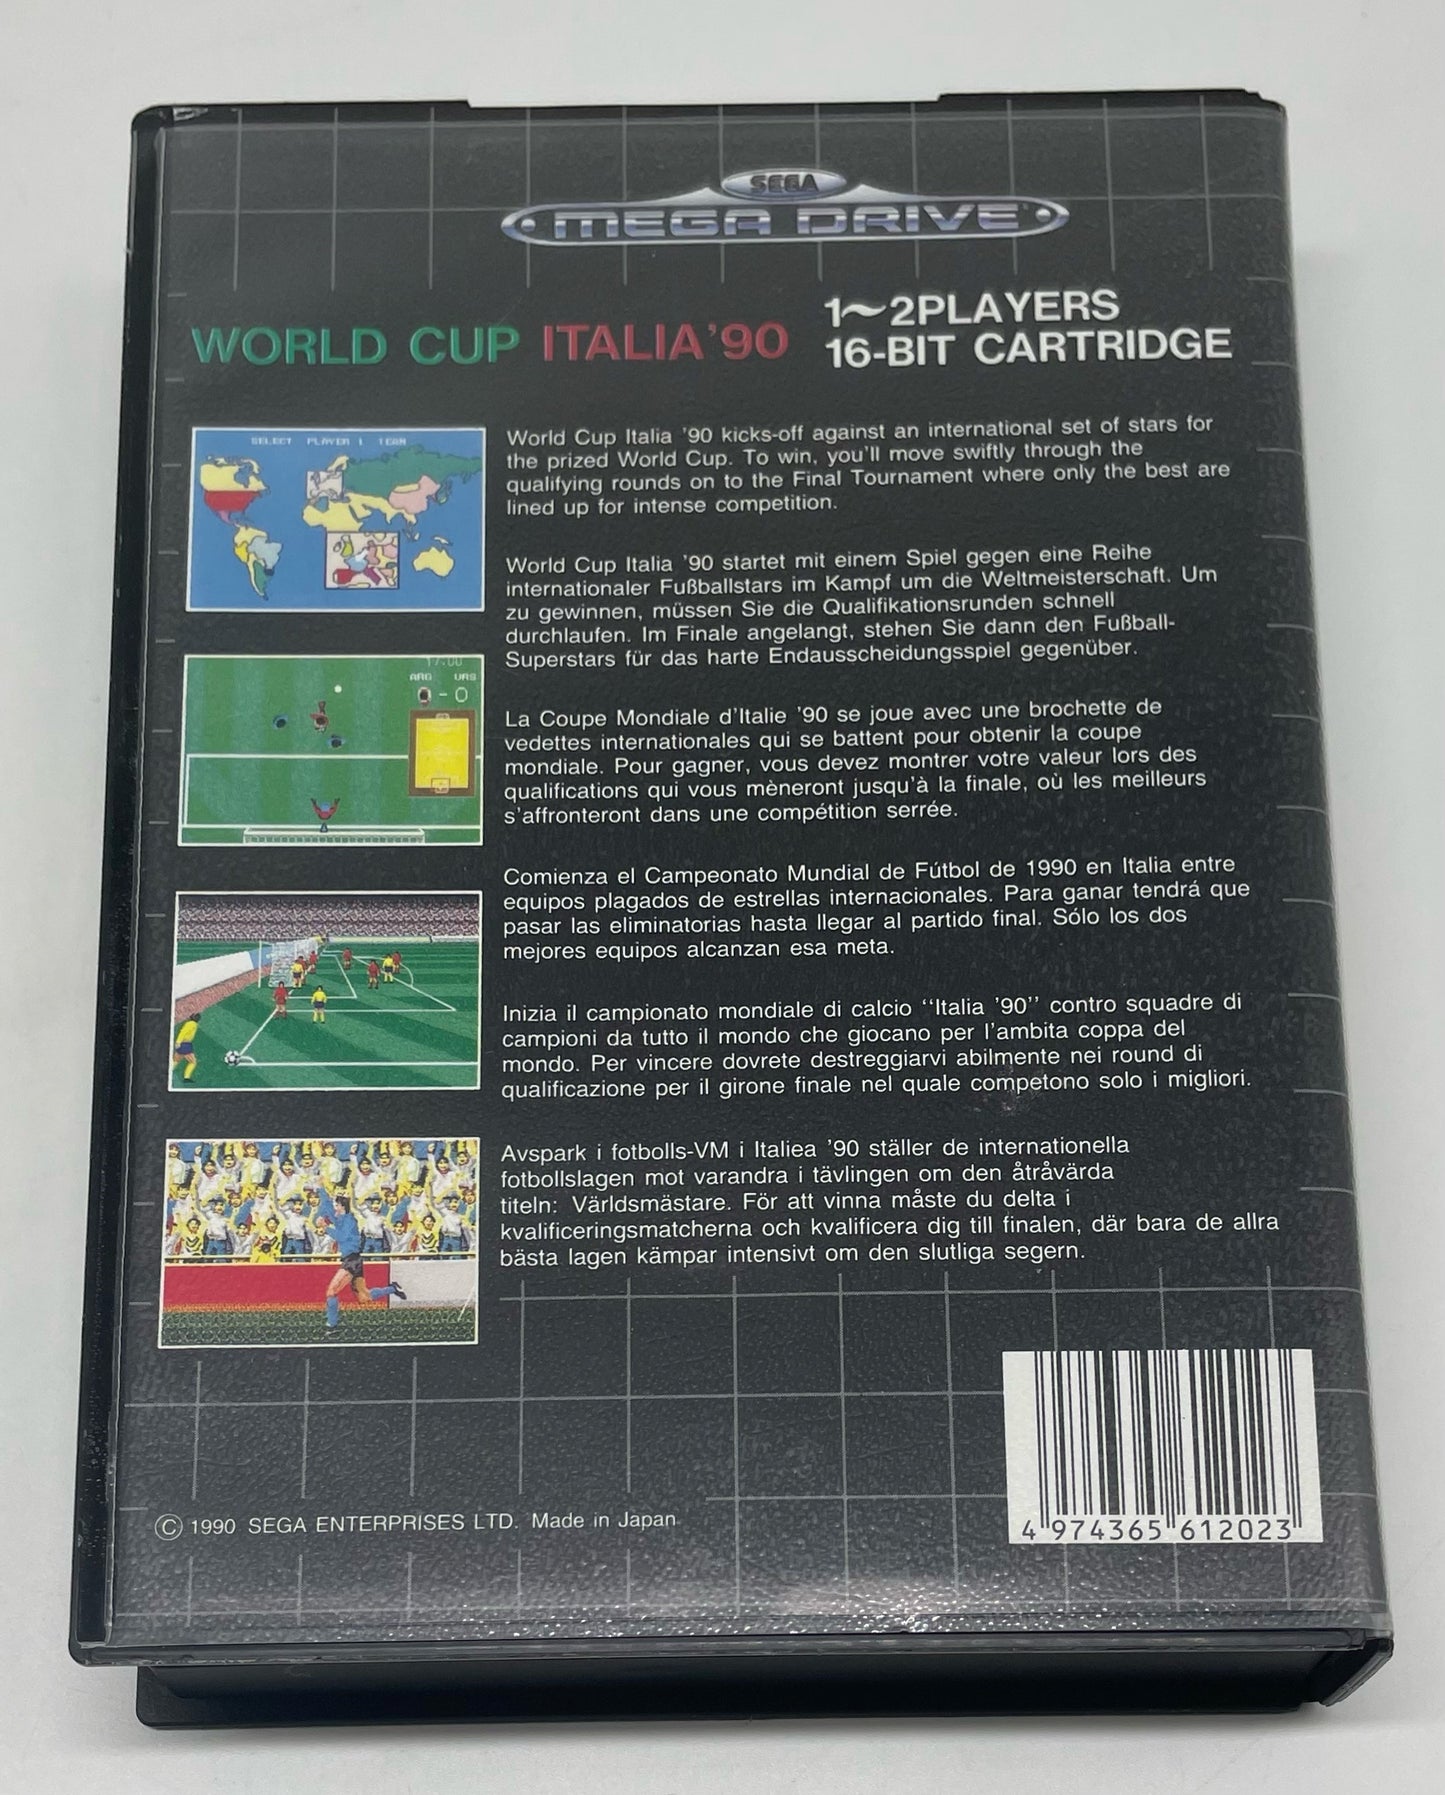 SEGA
MEGA DRIVE
WORLD CUP ITALIA '90
1~2PLAYERS
16-BIT CARTRIDGE
SELECT PLAYER 1 TEAM
World Cup Italia '90 kicks-off against an international set of stars for
the prized World Cup. To win, you'll move swiftly through the
qualifying rounds on to the Final Tournament where only the best are
lined up for intense competition.
World Cup Italia '90 startet mit einem Spiel gegen eine Reihe
internationaler Fußballstars im Kampf um die Weltmeisterschaft. Um
zu gewinnen, müssen Sie die Qualifikationsrunden schnell
durchlaufen. Im Finale angelangt, stehen Sie dann den Fußball-
Superstars für das harte Endausscheidungsspiel gegenüber.
17:00
ARG URS
0 - 0
La Coupe Mondiale d'Italie '90 se joue avec une brochette de
vedettes internationales qui se battent pour obtenir la coupe
mondiale. Pour gagner, vous devez montrer votre valeur lors des
qualifications qui vous mèneront jusqu'à la finale, où les meilleurs
s'affronteront dans une compétition serrée.
Comienza el Campeonato Mundial de Fútbol de 1990 en Italia entre
equipos plagados de estrellas internacionales. Para ganar tendrá que
pasar las eliminatorias hasta llegar al partido final. Sólo los dos
mejores equipos alcanzan esa meta.
Inizia il campionato mondiale di calcio "Italia '90" contro squadre di
campioni da tutto il mondo che giocano per l'ambita coppa del
mondo. Per vincere dovrete destreggiarvi abilmente nei round di
qualificazione per il girone finale nel quale competono solo i migliori.
Avspark i fotbolls-VM i Italiea '90 ställer de internationella
fotbollslagen mot varandra i tävlingen om den åtråvärda
titeln: Världsmästare. För att vinna måste du delta i
kvalificeringsmatcherna och kvalificera dig till finalen, där bara de allra
bästa lagen kämpar intensivt om den slutliga segern.
© 1990 SEGA ENTERPRISES LTD. Made in Japan
4 974365 612023